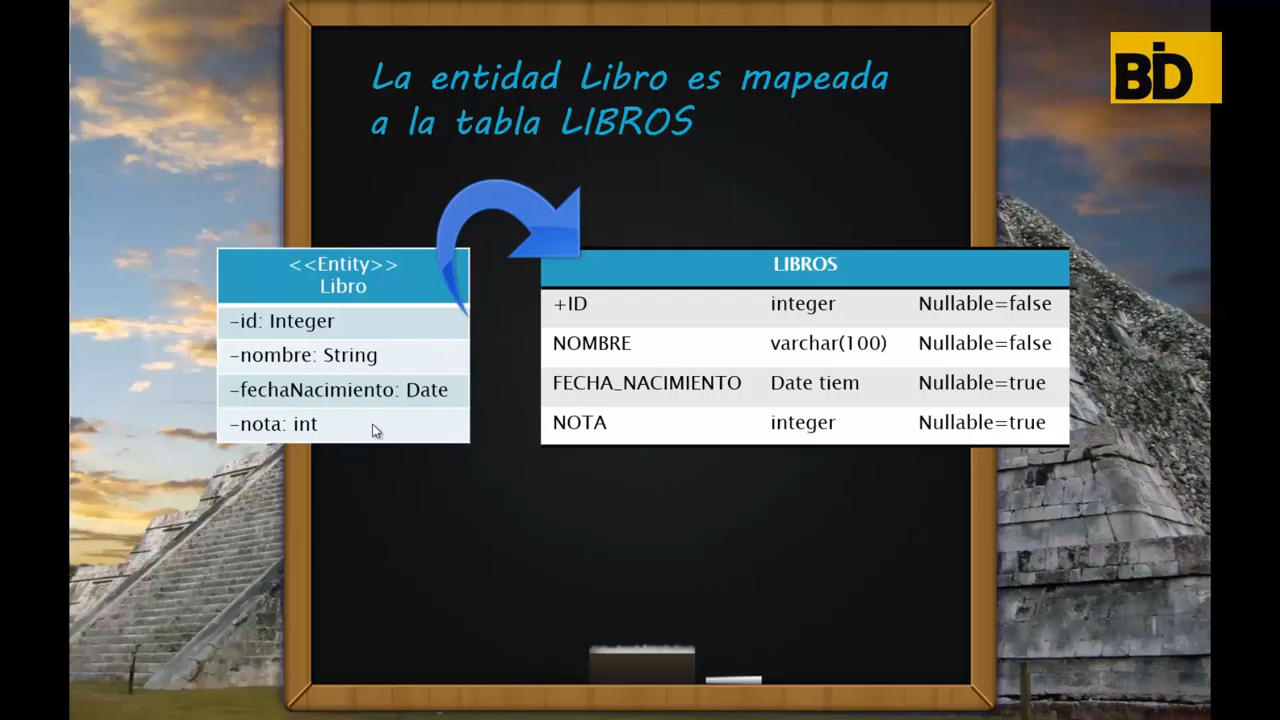 La entidad Libro es mapeada
a la tabla LIBROS
BID
<<Entity>>
Libro
-id: Integer
-nombre: String
-fechaNacimiento: Date
-nota: int
LIBROS
+ID integer Nullable=false
NOMBRE varchar(100) Nullable=false
FECHA_NACIMIENTO Date tiem Nullable=true
NOTA integer Nullable=true